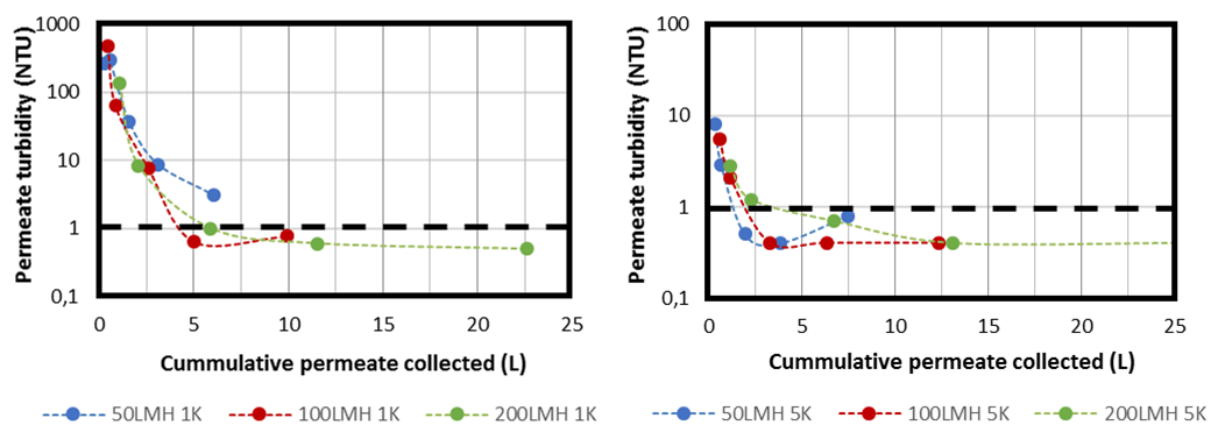 Permeate turbidity (NTU)
1000
100
10
1
0,1
0 5 10 15 20 25
Cummulative permeate collected (L)
50LMH 1K 100LMH 1K 200LMH 1K
Permeate turbidity (NTU)
100
10
1
0,1
0 5 10 15 20 25
Cummulative permeate collected (L)
50LMH 5K 100LMH 5K 200LMH 5K